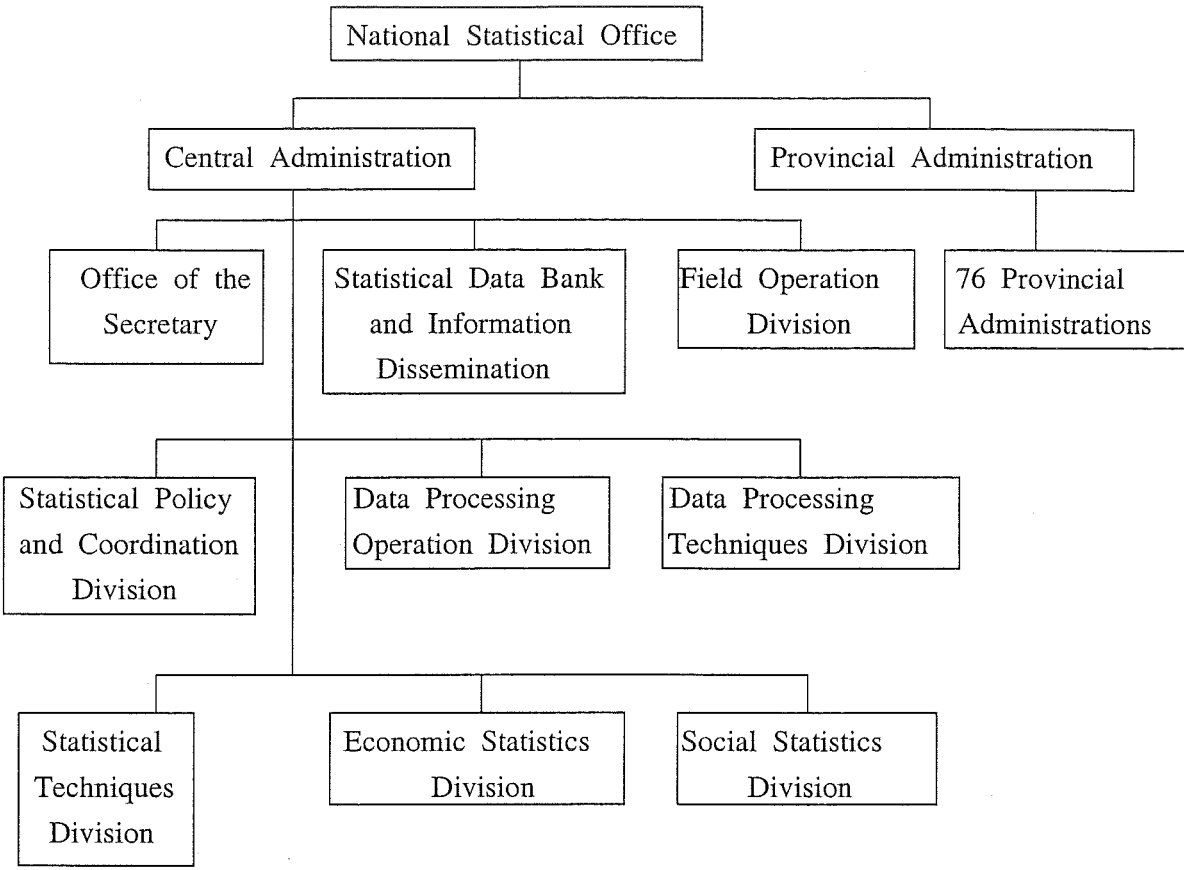 National Statistical Office
Central Administration
Provincial Administration
Office of the
Secretary
Statistical Data Bank
and Information
Dissemination
Field Operation
Division
76 Provincial
Administrations
Statistical Policy
and Coordination
Division
Data Processing
Operation Division
Data Processing
Techniques Division
Statistical
Techniques
Division
Economic Statistics
Division
Social Statistics
Division